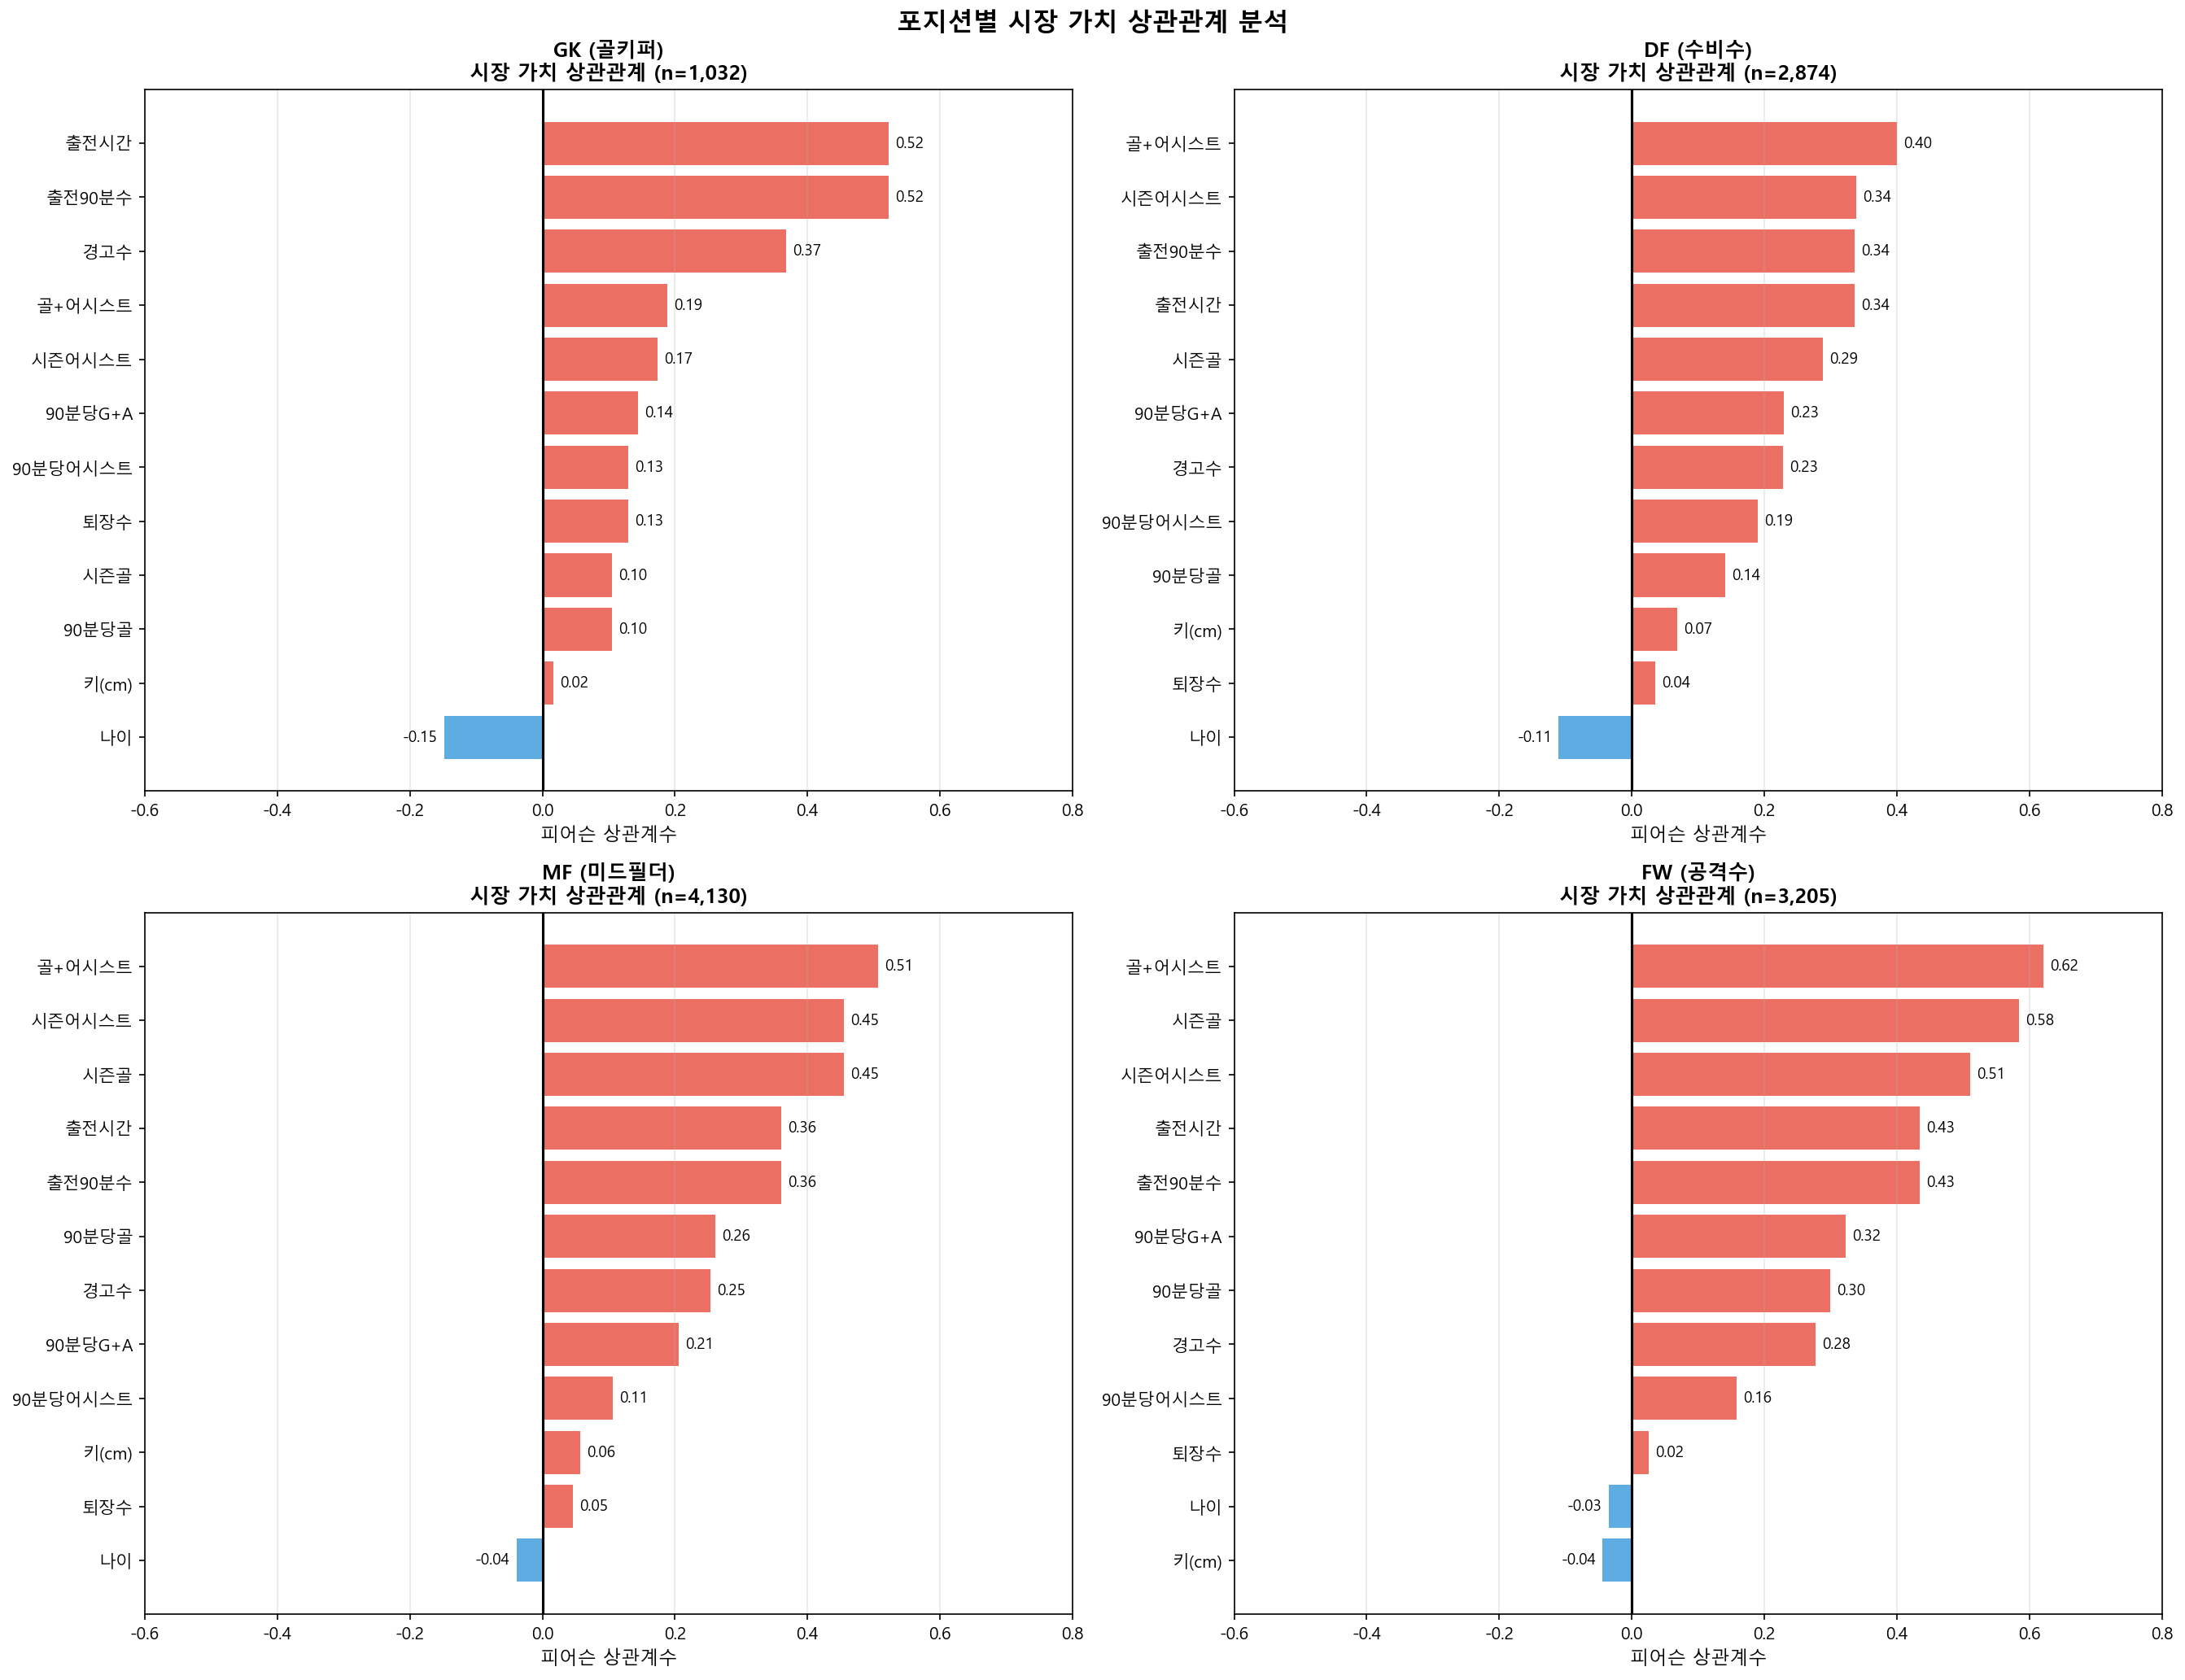 포지션별 시장 가치 상관관계 분석
GK (골키퍼)
시장 가치 상관관계 (n=1,032)
출전시간 0.52
출전90분수 0.52
경고수 0.37
골+어시스트 0.19
시즌어시스트 0.17
90분당G+A 0.14
90분당어시스트 0.13
퇴장수 0.13
시즌골 0.10
90분당골 0.10
키(cm) 0.02
나이 -0.15
-0.6 -0.4 -0.2 0.0 0.2 0.4 0.6 0.8
피어슨 상관계수
DF (수비수)
시장 가치 상관관계 (n=2,874)
골+어시스트 0.40
시즌어시스트 0.34
출전90분수 0.34
출전시간 0.34
시즌골 0.29
90분당G+A 0.23
경고수 0.23
90분당어시스트 0.19
90분당골 0.14
키(cm) 0.07
퇴장수 0.04
나이 -0.11
-0.6 -0.4 -0.2 0.0 0.2 0.4 0.6 0.8
피어슨 상관계수
MF (미드필더)
시장 가치 상관관계 (n=4,130)
골+어시스트 0.51
시즌어시스트 0.45
시즌골 0.45
출전시간 0.36
출전90분수 0.36
90분당골 0.26
경고수 0.25
90분당G+A 0.21
90분당어시스트 0.11
키(cm) 0.06
퇴장수 0.05
나이 -0.04
-0.6 -0.4 -0.2 0.0 0.2 0.4 0.6 0.8
피어슨 상관계수
FW (공격수)
시장 가치 상관관계 (n=3,205)
골+어시스트 0.62
시즌골 0.58
시즌어시스트 0.51
출전시간 0.43
출전90분수 0.43
90분당G+A 0.32
90분당골 0.30
경고수 0.28
90분당어시스트 0.16
퇴장수 0.02
나이 -0.03
키(cm) -0.04
-0.6 -0.4 -0.2 0.0 0.2 0.4 0.6 0.8
피어슨 상관계수